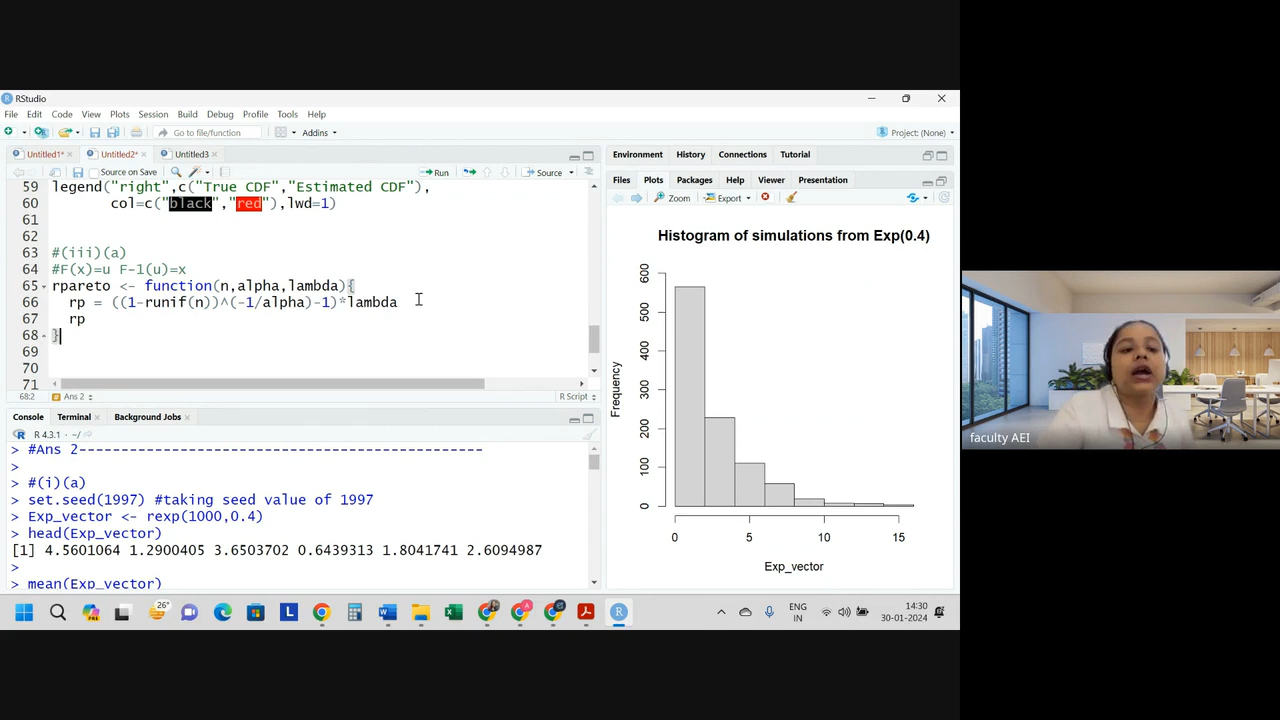 RStudio
File Edit Code View Plots Session Build Debug Profile Tools Help
Go to file/function
Addins
Project: (None)
Untitled1*
Untitled2*
Untitled3
Source on Save
Run
Source
59 legend("right",c("True CDF","Estimated CDF"),
60 col=c("black","red"),lwd=1)
61
62
63 #(iii)(a)
64 #F(x)=u F-1(u)=x
65 rpareto <- function(n,alpha,lambda){
66 rp = ((1-runif(n))^(-1/alpha)-1)*lambda
67 rp
68 }
69
70
71
68:2
Ans 2
R Script
Console Terminal Background Jobs
R 4.3.1 · ~/
> #Ans 2------------------------------------------------
>
> #(i)(a)
> set.seed(1997) #taking seed value of 1997
> Exp_vector <- rexp(1000,0.4)
> head(Exp_vector)
[1] 4.5601064 1.2900405 3.6503702 0.6439313 1.8041741 2.6094987
>
> mean(Exp_vector)
Environment History Connections Tutorial
Files Plots Packages Help Viewer Presentation
Zoom
Export
Histogram of simulations from Exp(0.4)
Frequency
0 100 200 300 400 500 600
0 5 10 15
Exp_vector
faculty AEI
26°
ENG
IN
14:30
30-01-2024